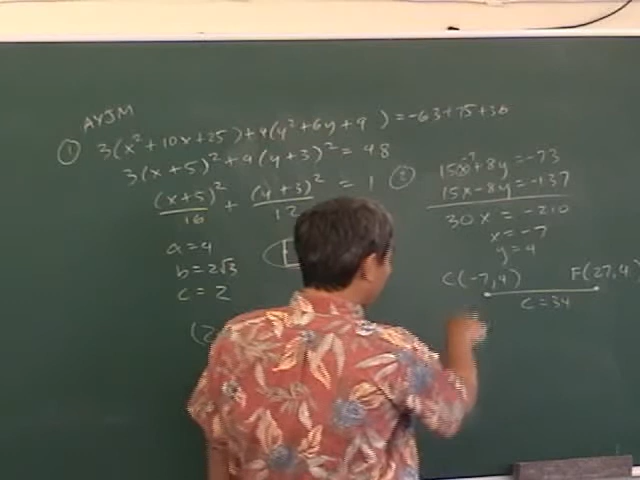 AYSM
① 3(x²+10x+25)+4(y²+6y+9)=-63+75+36
3(x+5)²+4(y+3)²=48
(x+5)²/16 + (y+3)²/12 = 1
a=4
b=2√3
c=2
(2
② 15x+8y=-73
15x-8y=-137
30x=-210
x=-7
y=4
C(-7,4) F(27,4)
c=34